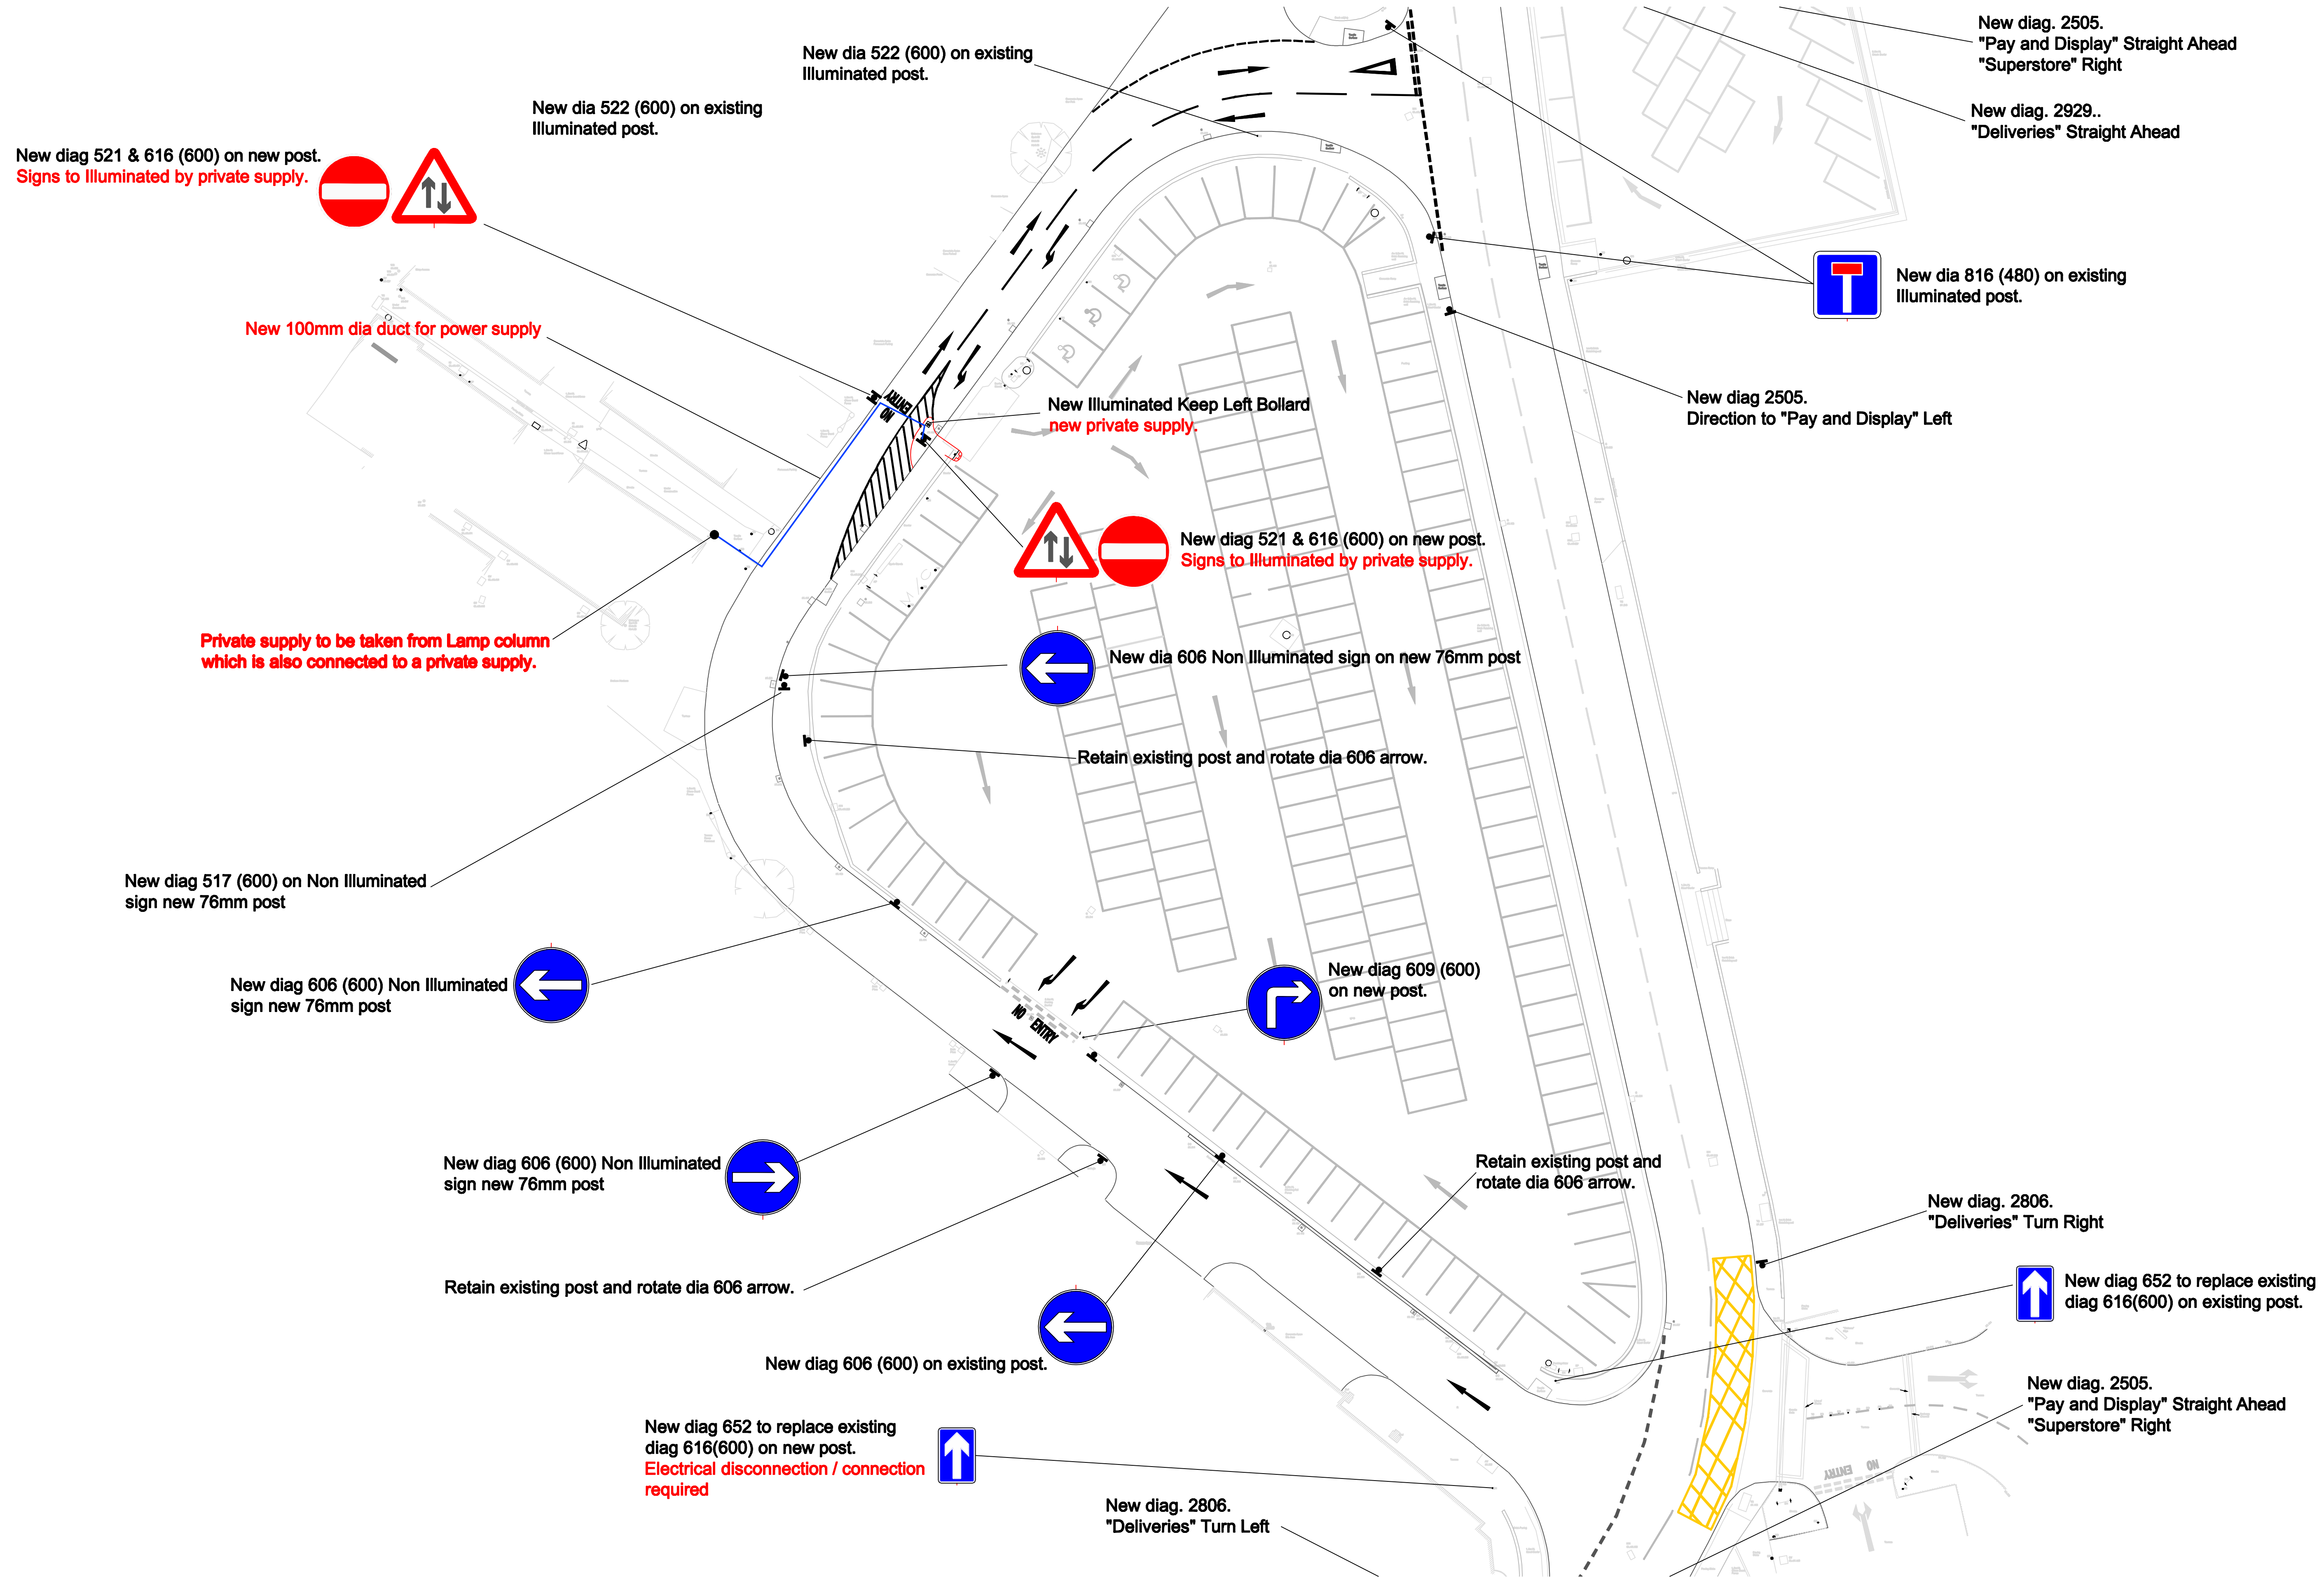 New diag. 2505.
"Pay and Display" Straight Ahead
"Superstore" Right
New dia 522 (600) on existing
Illuminated post.
New dia 522 (600) on existing
Illuminated post.
New diag. 2929..
"Deliveries" Straight Ahead
New diag 521 & 616 (600) on new post.
Signs to Illuminated by private supply.
New dia 816 (480) on existing
Illuminated post.
New 100mm dia duct for power supply
New diag 2505.
Direction to "Pay and Display" Left
NO
ENTRY
New Illuminated Keep Left Bollard
new private supply.
New diag 521 & 616 (600) on new post.
Signs to Illuminated by private supply.
Private supply to be taken from Lamp column
which is also connected to a private supply.
New dia 606 Non Illuminated sign on new 76mm post
Retain existing post and rotate dia 606 arrow.
New diag 517 (600) on Non Illuminated
sign new 76mm post
New diag 606 (600) Non Illuminated
sign new 76mm post
New diag 609 (600)
on new post.
NO ENTRY
New diag 606 (600) Non Illuminated
sign new 76mm post
Retain existing post and
rotate dia 606 arrow.
New diag. 2806.
"Deliveries" Turn Right
Retain existing post and rotate dia 606 arrow.
New diag 652 to replace existing
diag 616(600) on existing post.
New diag 606 (600) on existing post.
New diag. 2505.
"Pay and Display" Straight Ahead
"Superstore" Right
New diag 652 to replace existing
diag 616(600) on new post.
Electrical disconnection / connection
required
NO ENTRY
New diag. 2806.
"Deliveries" Turn Left